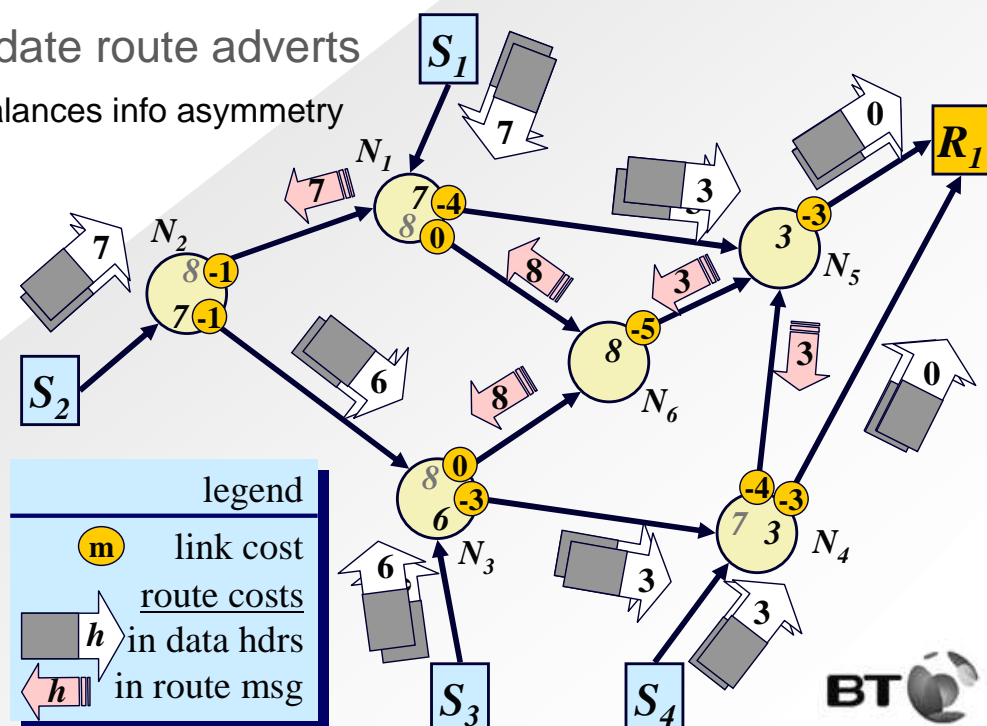 date route adverts
alances info asymmetry
S1
7
0
R1
N1
7
7
-4
8
0
3
-3
3
N5
N2
7
8
-1
7
-1
8
3
-5
8
N6
3
0
S2
6
8
8
0
6
-3
N3
-4
-3
7
3
N4
6
3
3
S3
S4
legend
m link cost
route costs
h in data hdrs
h in route msg
BT